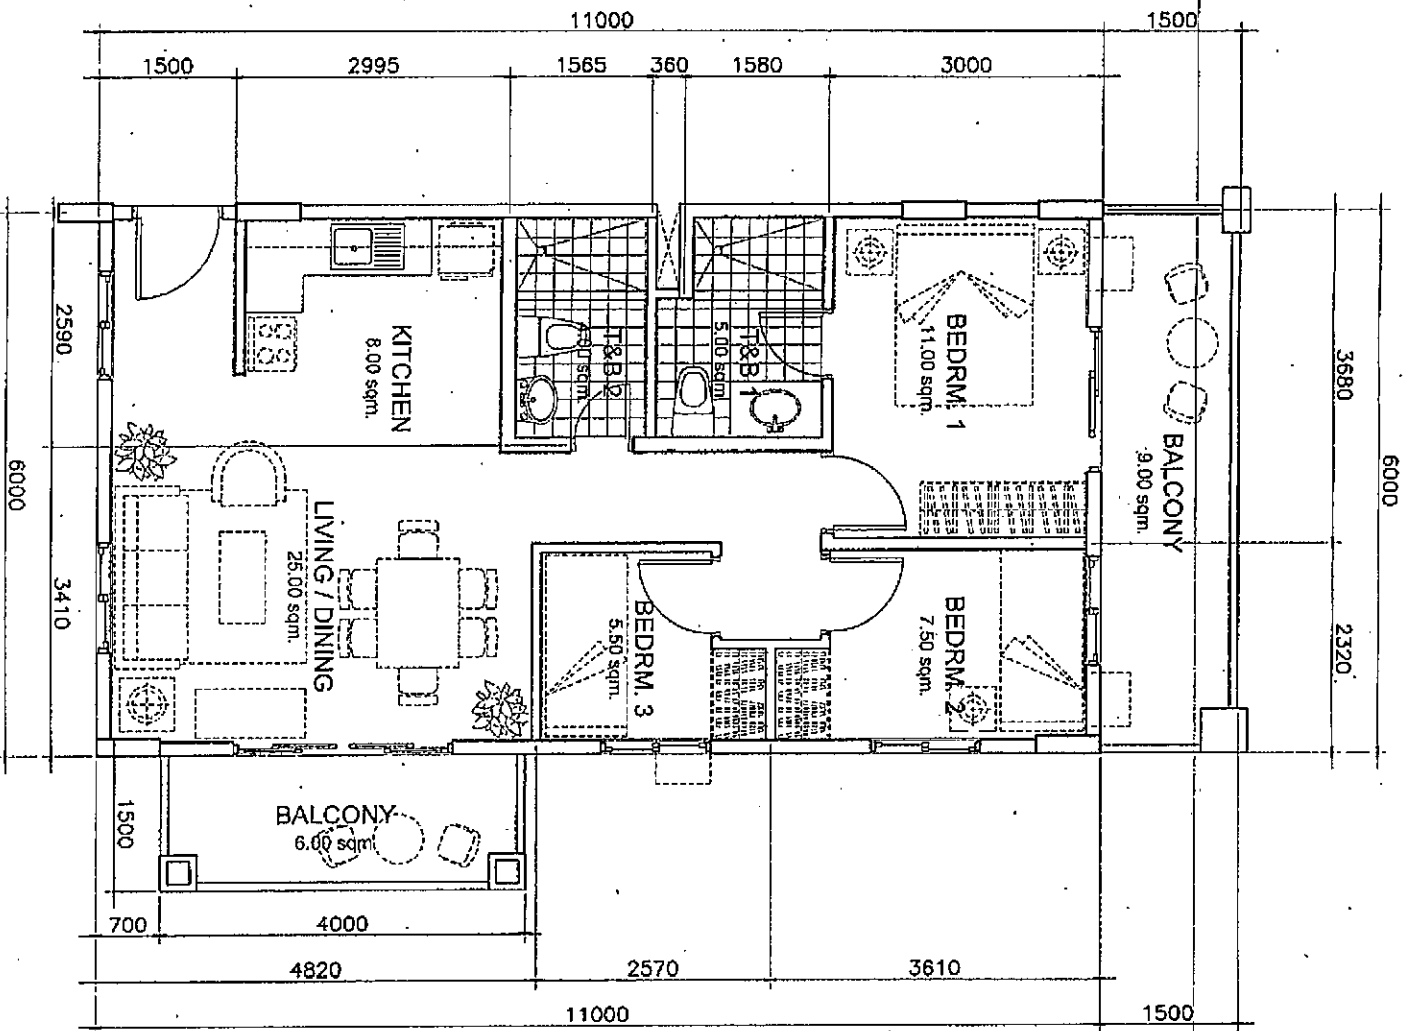 11000
1500
1500
2995
1565
360
1580
3000
2590
6000
3410
3680
6000
2320
KITCHEN
8.00 sqm.
T&B 2
sqm.
T&B 1
5.00 sqm.
BEDRM. 1
11.00 sqm.
BALCONY
9.00 sqm.
LIVING / DINING
25.00 sqm.
BEDRM. 3
5.50 sqm.
BEDRM. 2
7.50 sqm.
BALCONY
6.00 sqm
1500
700
4000
4820
2570
3610
11000
1500